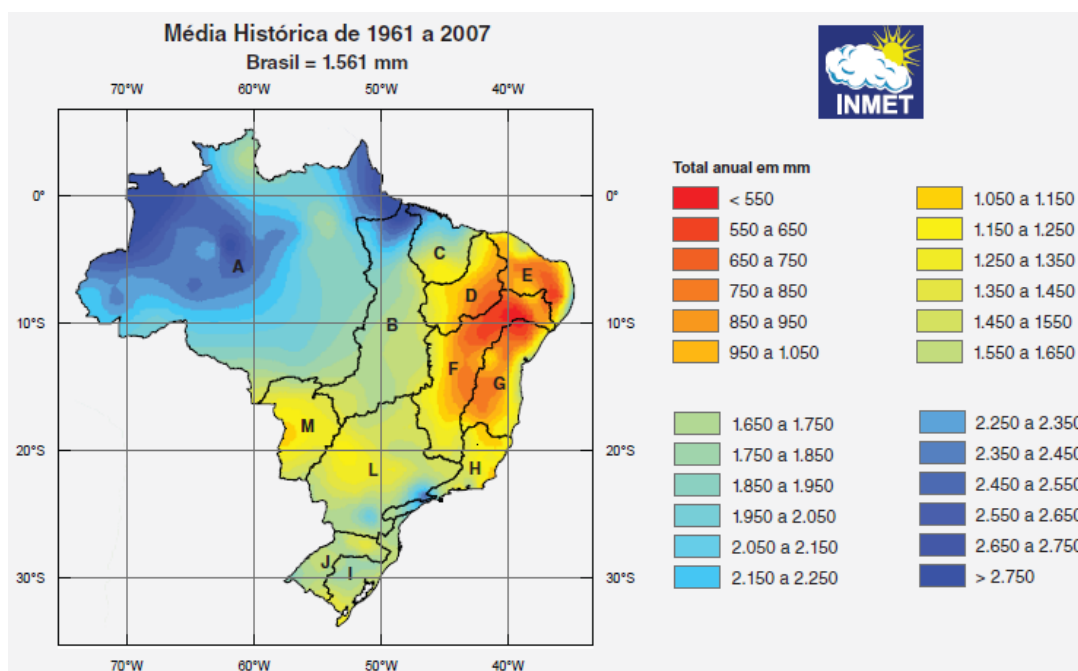 Média Histórica de 1961 a 2007
Brasil = 1.561 mm
INMET
70°W 60°W 50°W 40°W
0° 0°
10°S 10°S
20°S 20°S
30°S 30°S
70°W 60°W 50°W 40°W
A
B
C
D
E
F
G
H
I
J
L
M
Total anual em mm
< 550
550 a 650
650 a 750
750 a 850
850 a 950
950 a 1.050
1.050 a 1.150
1.150 a 1.250
1.250 a 1.350
1.350 a 1.450
1.450 a 1550
1.550 a 1.650
1.650 a 1.750
1.750 a 1.850
1.850 a 1.950
1.950 a 2.050
2.050 a 2.150
2.150 a 2.250
2.250 a 2.350
2.350 a 2.450
2.450 a 2.550
2.550 a 2.650
2.650 a 2.750
> 2.750